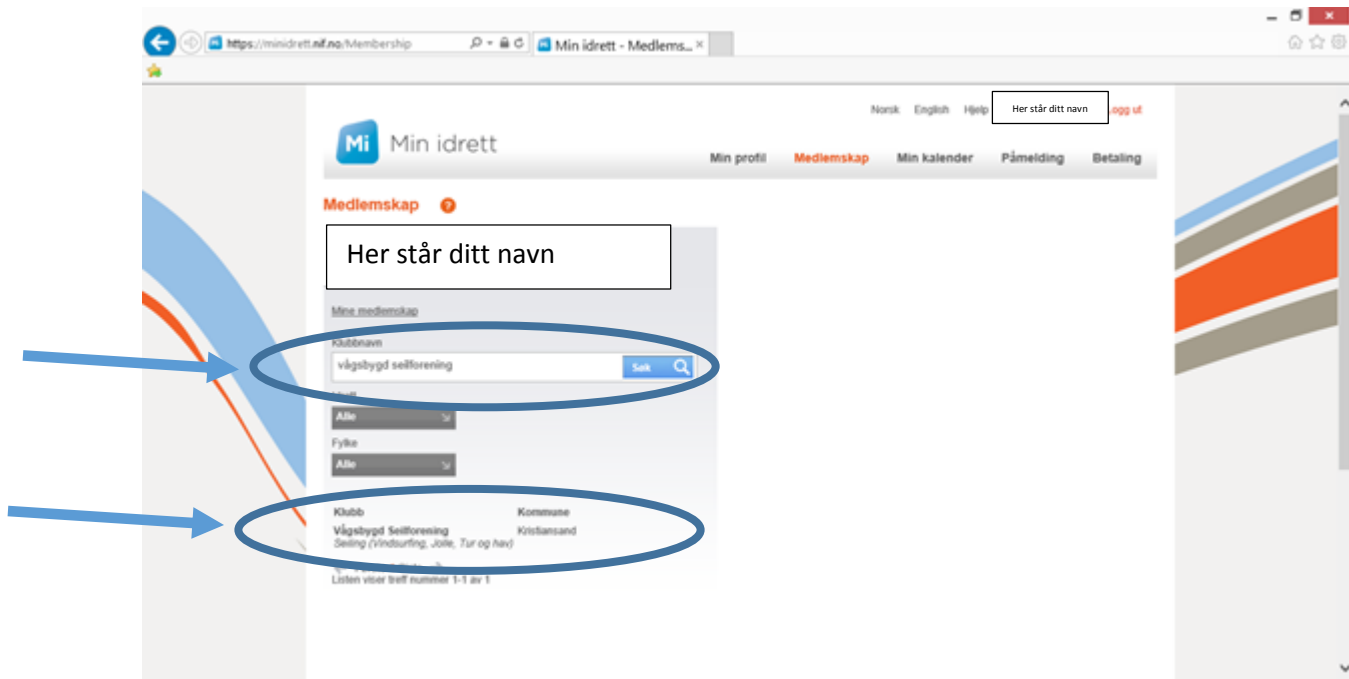 https://minidrett.nif.no/Membership
Min idrett - Medlems...
Norsk English Hjelp Her står ditt navn Logg ut
Mi Min idrett
Min profil Medlemskap Min kalender Påmelding Betaling
Medlemskap ?
Her står ditt navn
Mine medlemskap
Klubbnavn
vågsbygd seilforening Søk
Alle
Fylke
Alle
Klubb Kommune
Vågsbygd Seilforening Kristiansand
Seiling (Vindsurfing, Jolle, Tur og hav)
Listen viser treff nummer 1-1 av 1